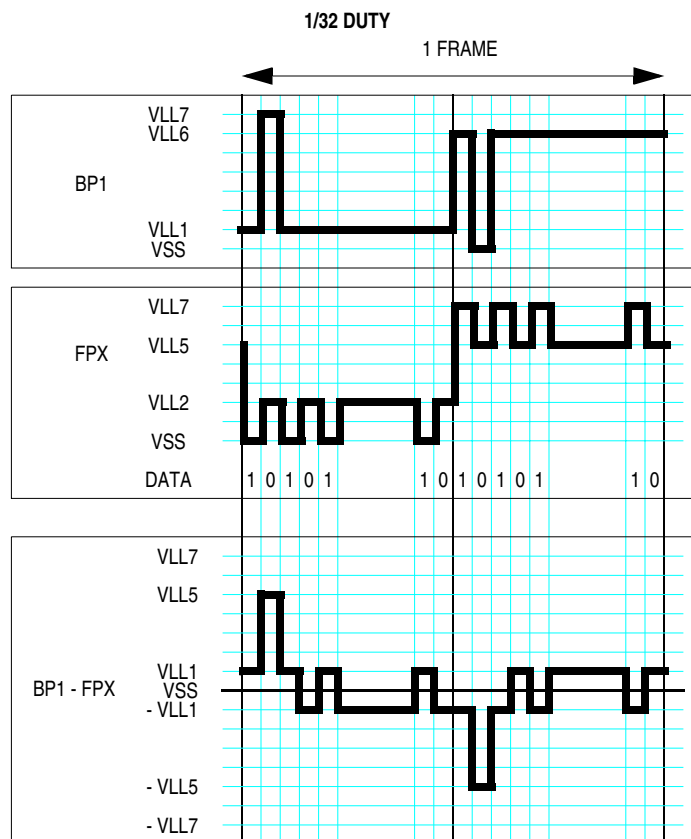 1/32 DUTY
1 FRAME
VLL7
VLL6
BP1
VLL1
VSS
VLL7
FPX
VLL5
VLL2
VSS
DATA 1 0 1 0 1 1 0 1 0 1 0 1 1 0
VLL7
VLL5
VLL1
BP1 - FPX
VSS
- VLL1
- VLL5
- VLL7